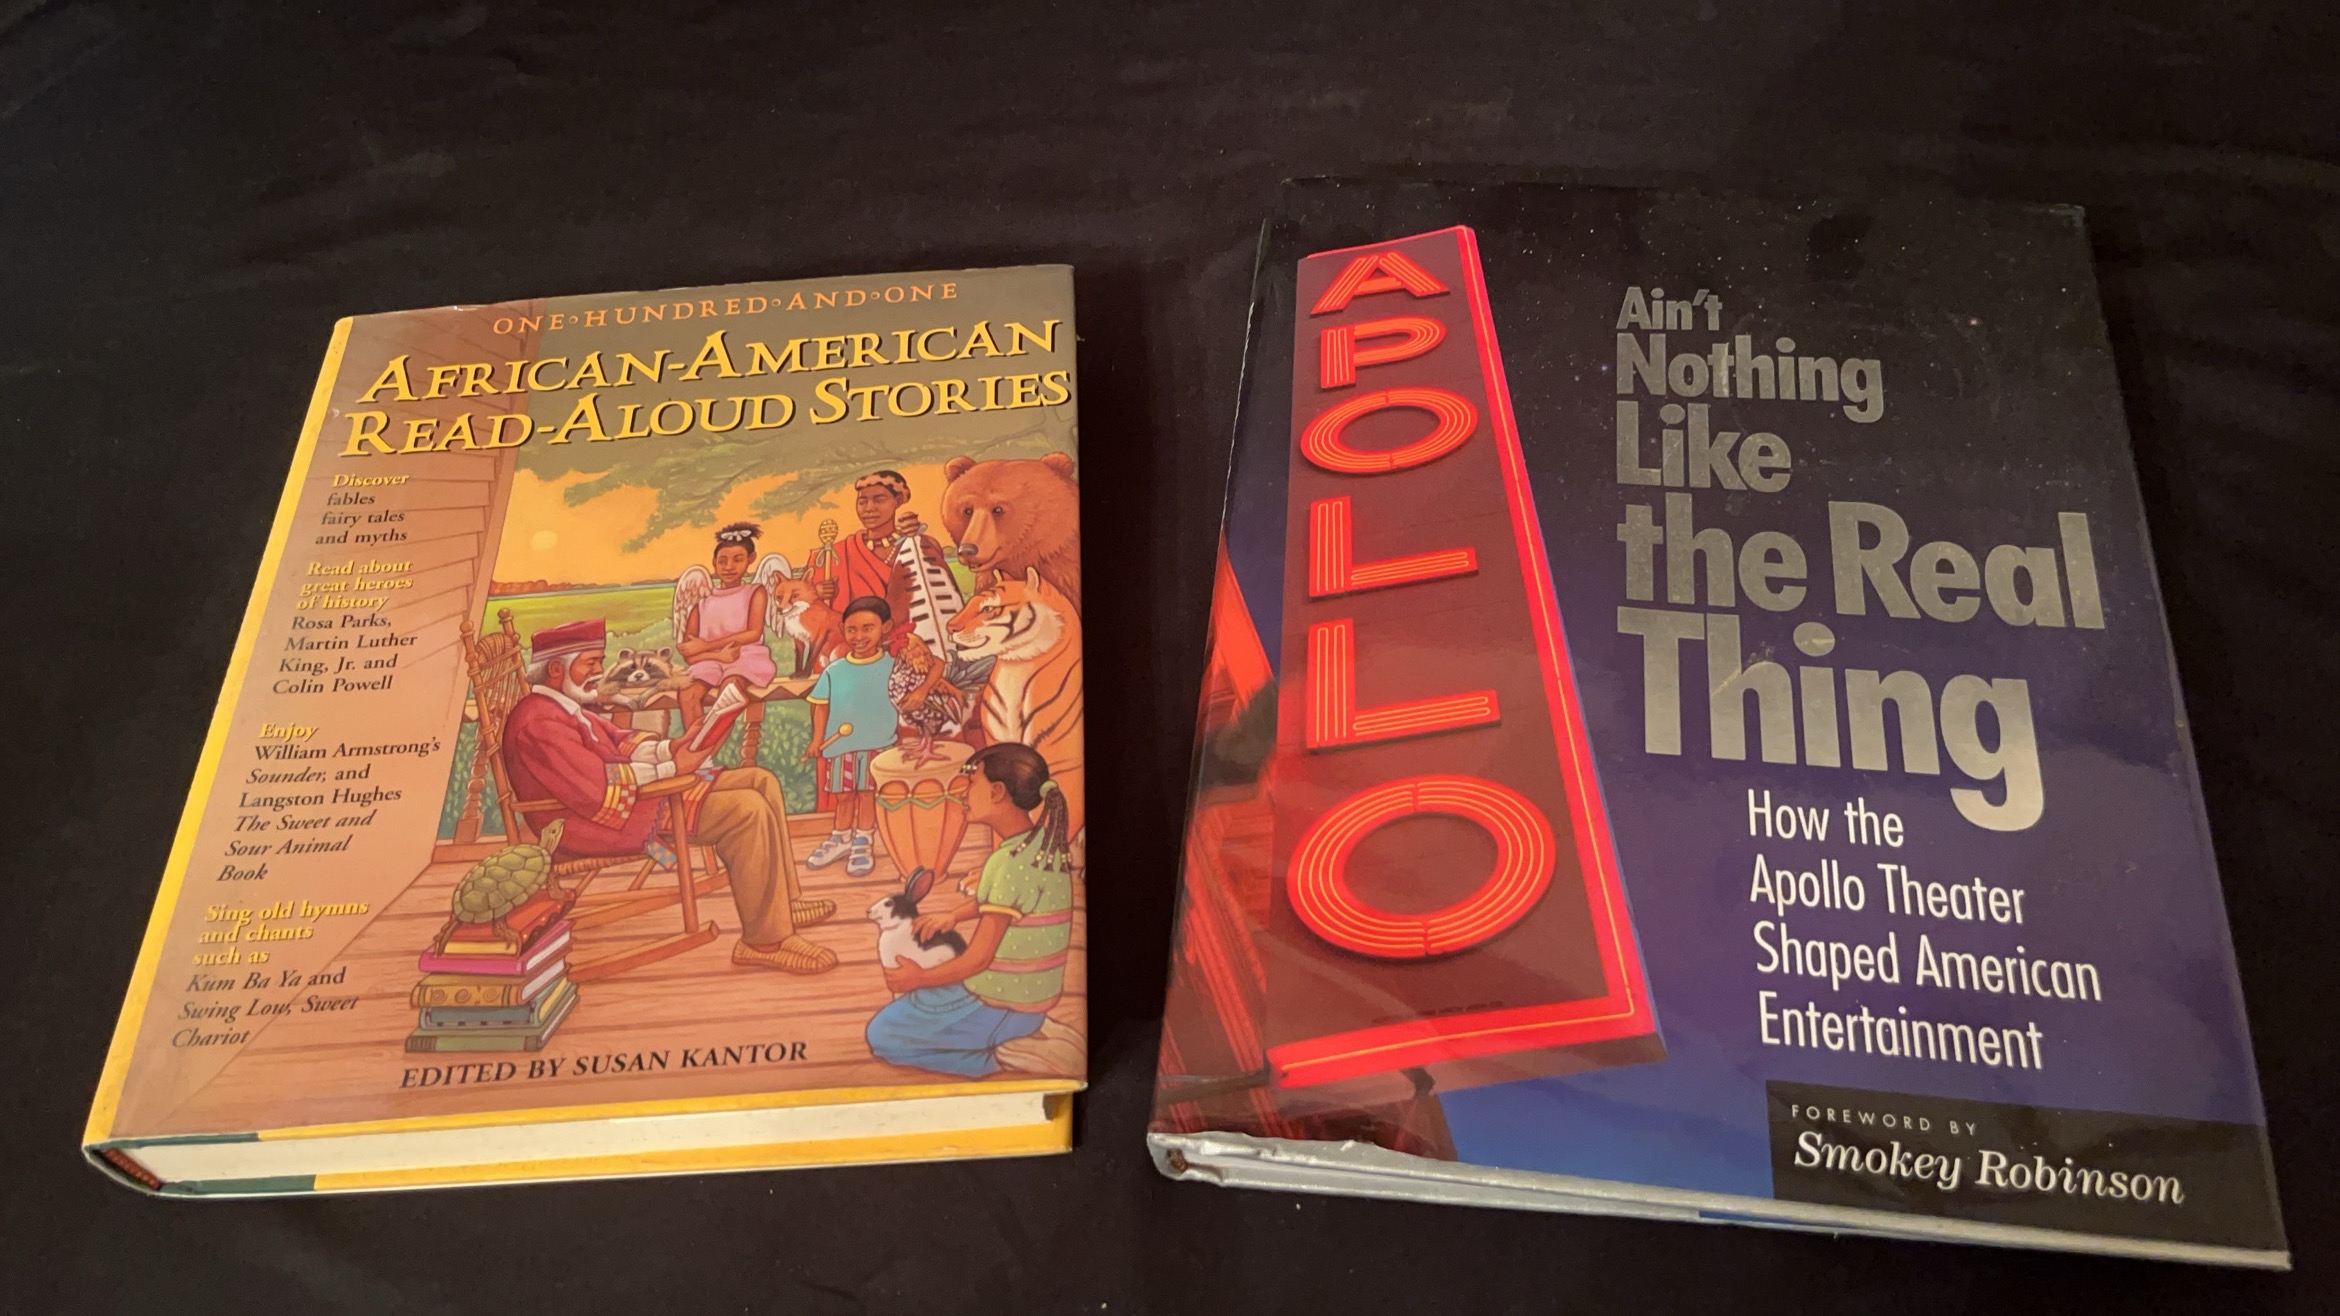 ONE·HUNDRED·AND·ONE
AFRICAN-AMERICAN
READ-ALOUD STORIES
Discover
fables
fairy tales
and myths
Read about
great heroes
of history
Rosa Parks,
Martin Luther
King, Jr. and
Colin Powell
Enjoy
William Armstrong's
Sounder, and
Langston Hughes
The Sweet and
Sour Animal
Book
Sing old hymns
and chants
such as
Kum Ba Ya and
Swing Low, Sweet
Chariot
EDITED BY SUSAN KANTOR
APOLLO
Ain't
Nothing
Like
the Real
Thing
How the
Apollo Theater
Shaped American
Entertainment
FOREWORD BY
Smokey Robinson